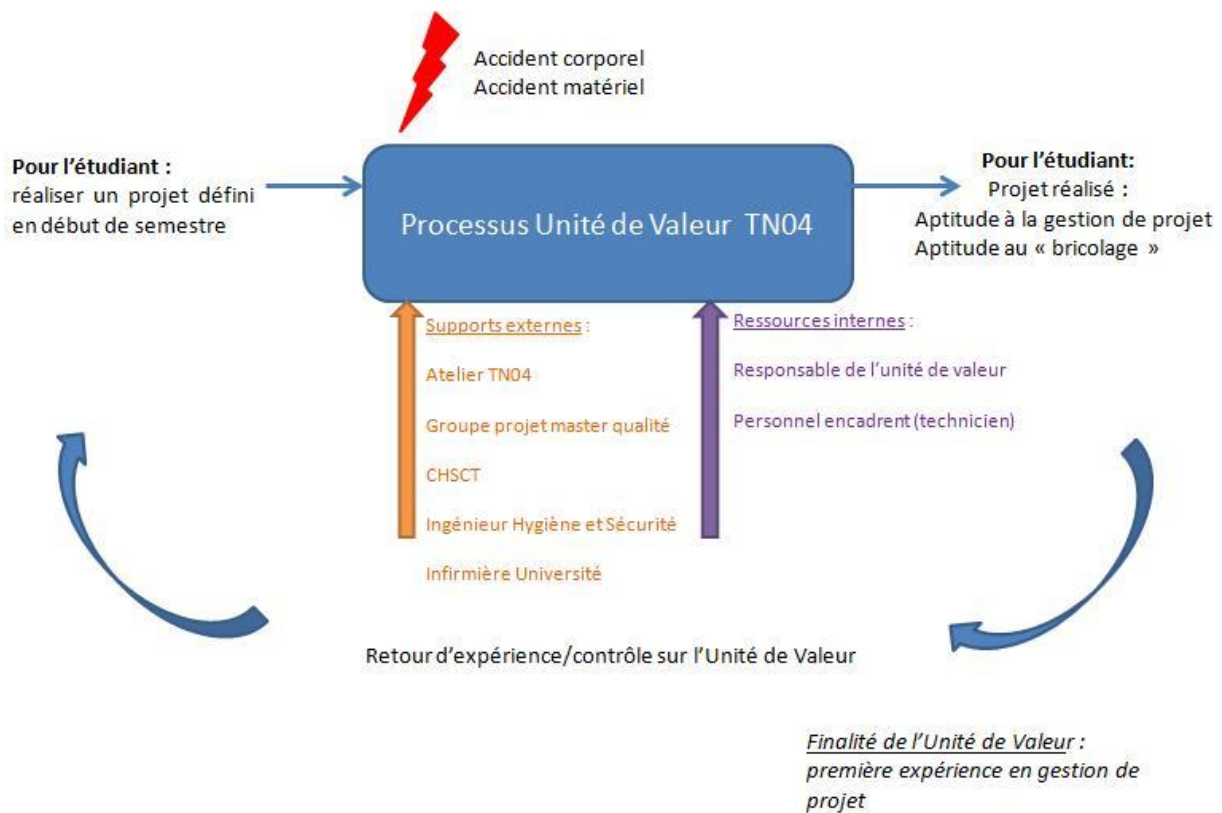 Accident corporel
Accident matériel
Pour l'étudiant :
réaliser un projet défini
en début de semestre
Processus Unité de Valeur TN04
Pour l'étudiant:
Projet réalisé :
Aptitude à la gestion de projet
Aptitude au « bricolage »
Supports externes :
Atelier TN04
Groupe projet master qualité
CHSCT
Ingénieur Hygiène et Sécurité
Infirmière Université
Ressources internes :
Responsable de l'unité de valeur
Personnel encadrent (technicien)
Retour d'expérience/contrôle sur l'Unité de Valeur
Finalité de l'Unité de Valeur :
première expérience en gestion de
projet